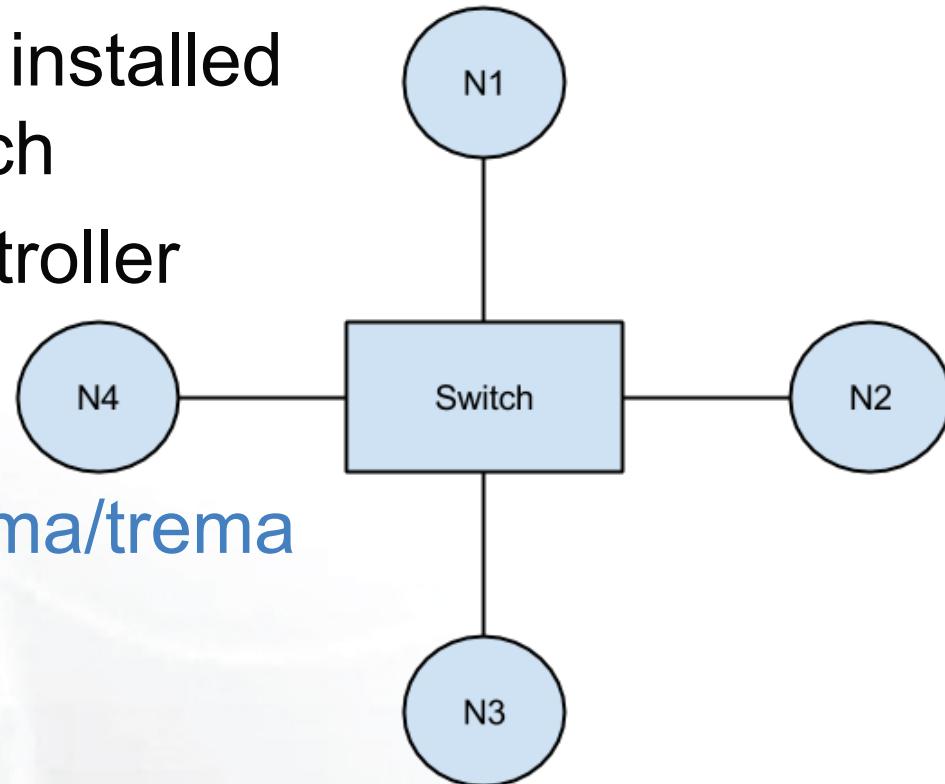 installed
ch
troller
ma/trema
N1
N4
Switch
N2
N3